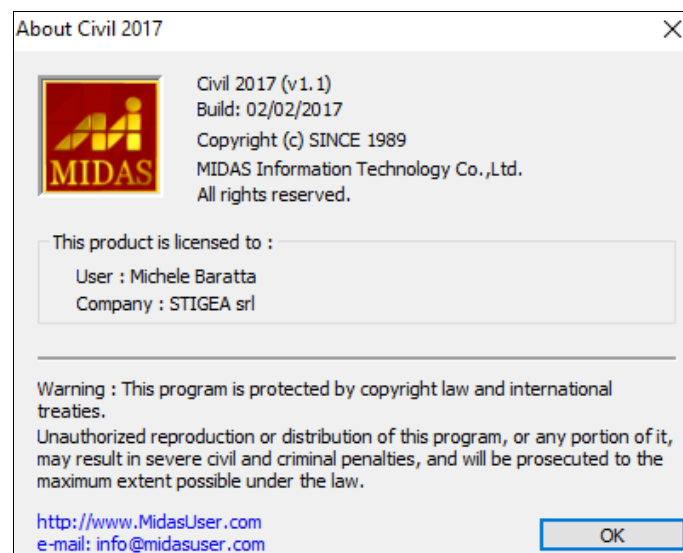 About Civil 2017
MIDAS
Civil 2017 (v1.1)
Build: 02/02/2017
Copyright (c) SINCE 1989
MIDAS Information Technology Co.,Ltd.
All rights reserved.
This product is licensed to :
User : Michele Baratta
Company : STIGEA srl
Warning : This program is protected by copyright law and international
treaties.
Unauthorized reproduction or distribution of this program, or any portion of it,
may result in severe civil and criminal penalties, and will be prosecuted to the
maximum extent possible under the law.
http://www.MidasUser.com
e-mail: info@midasuser.com
OK